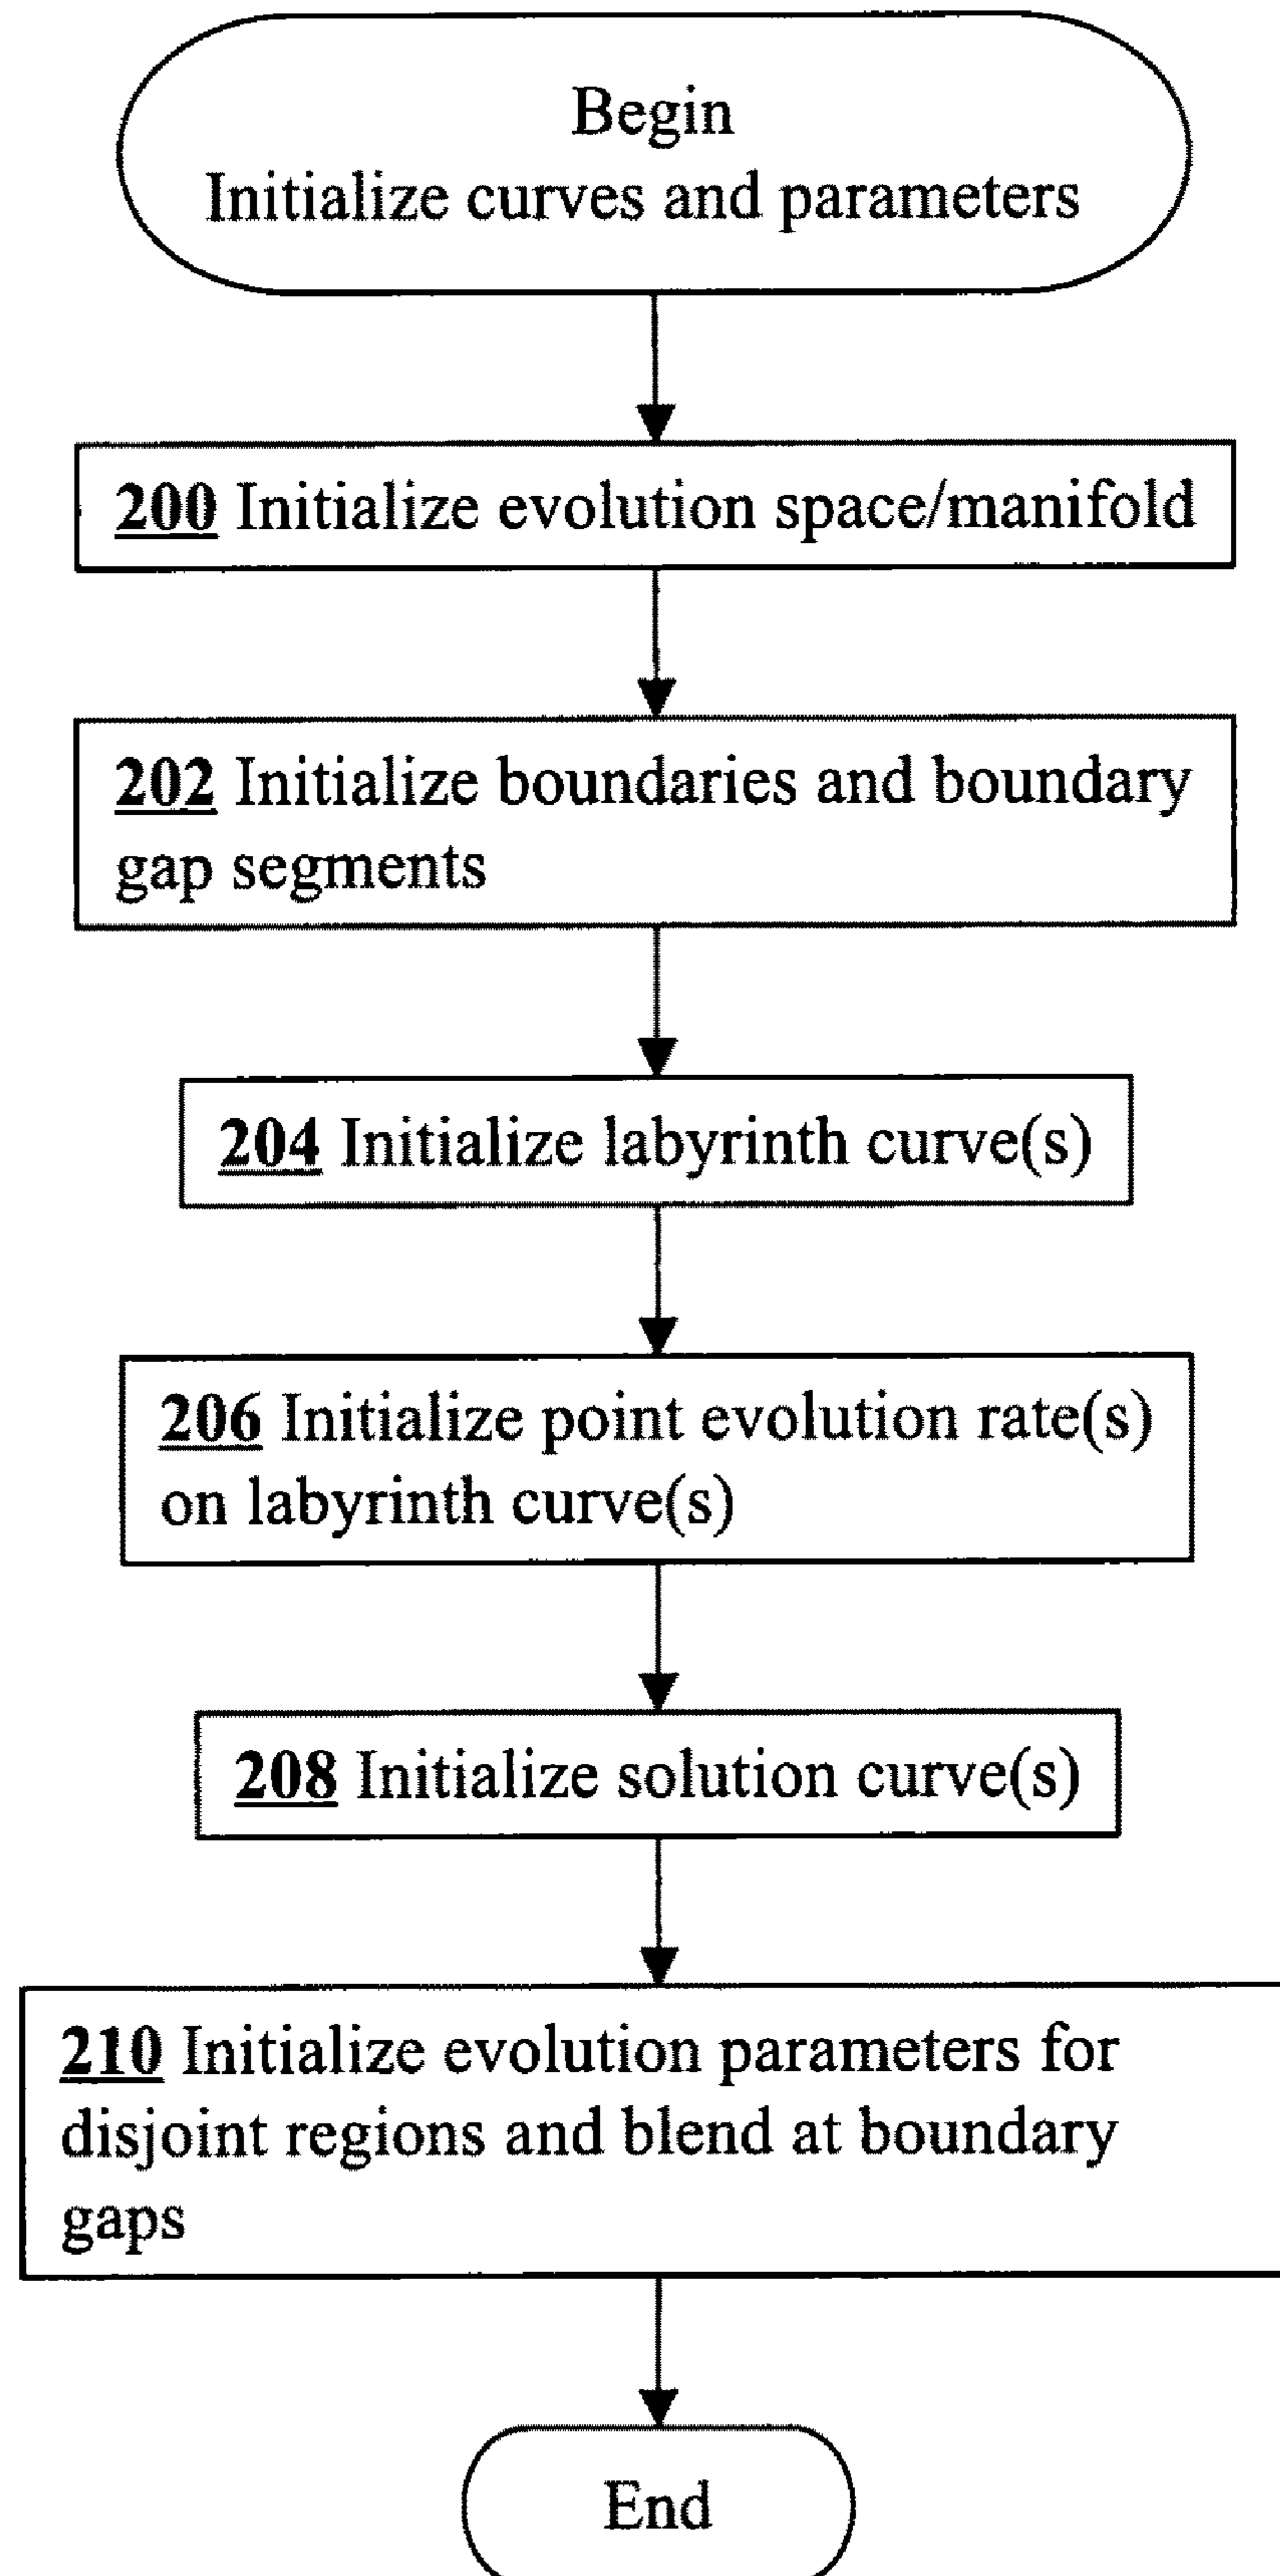 Begin
Initialize curves and parameters
200 Initialize evolution space/manifold
202 Initialize boundaries and boundary
gap segments
204 Initialize labyrinth curve(s)
206 Initialize point evolution rate(s)
on labyrinth curve(s)
208 Initialize solution curve(s)
210 Initialize evolution parameters for
disjoint regions and blend at boundary
gaps
End